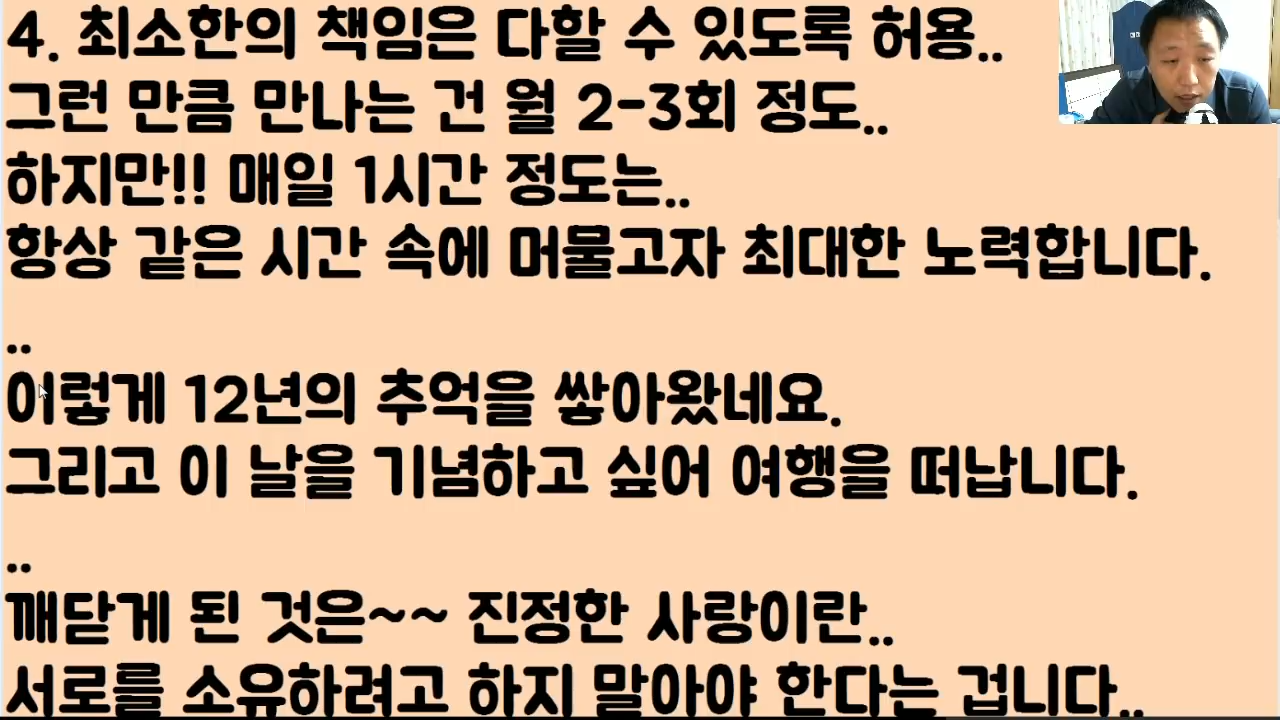 4. 최소한의 책임은 다할 수 있도록 허용..
그런 만큼 만나는 건 월 2-3회 정도..
하지만!! 매일 1시간 정도는..
항상 같은 시간 속에 머물고자 최대한 노력합니다.
..
이렇게 12년의 추억을 쌓아왔네요.
그리고 이 날을 기념하고 싶어 여행을 떠납니다.
..
깨닫게 된 것은~~ 진정한 사랑이란..
서로를 소유하려고 하지 말아야 한다는 겁니다..